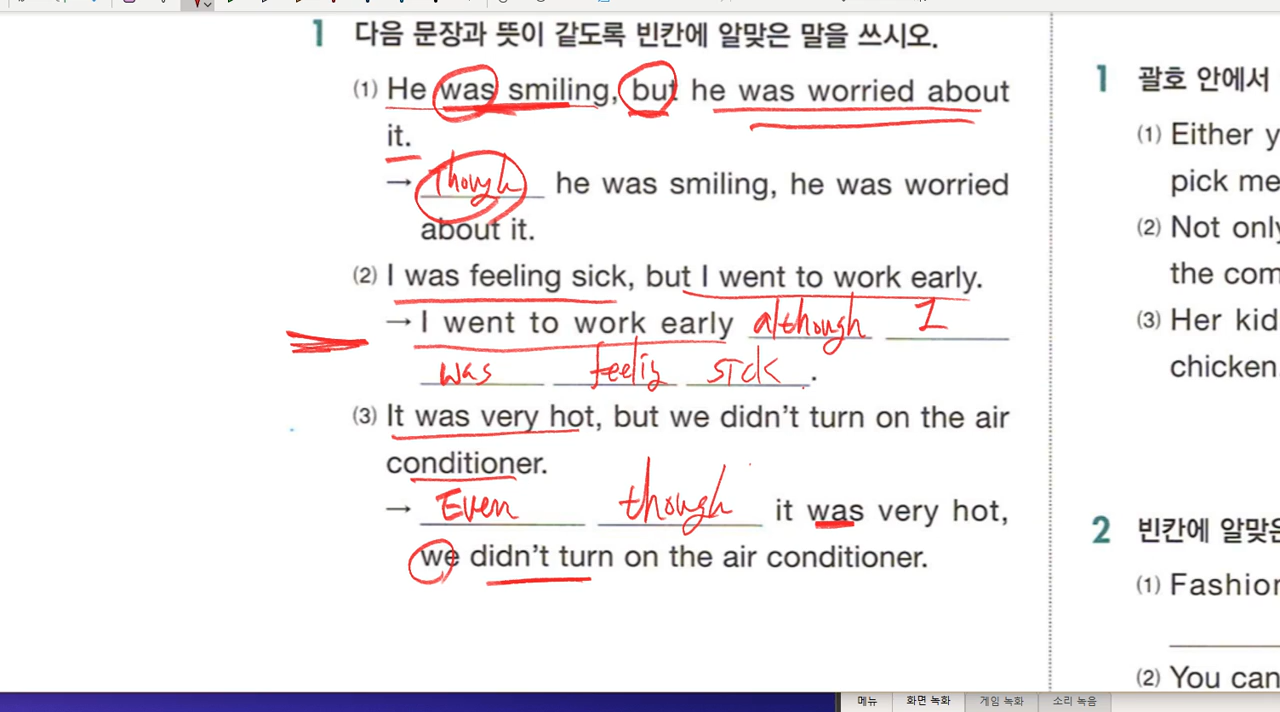 1 다음 문장과 뜻이 같도록 빈칸에 알맞은 말을 쓰시오.
(1) He was smiling, but he was worried about
it.
→ Though he was smiling, he was worried
about it.
(2) I was feeling sick, but I went to work early.
→ I went to work early although I
was feeling sick.
(3) It was very hot, but we didn't turn on the air
conditioner.
→ Even though it was very hot,
we didn't turn on the air conditioner.
1 괄호 안에서
(1) Either y
pick me
(2) Not only
the com
(3) Her kid
chicken.
2 빈칸에 알맞은
(1) Fashion
(2) You can
메뉴 화면 녹화 게임 녹화 소리 녹음